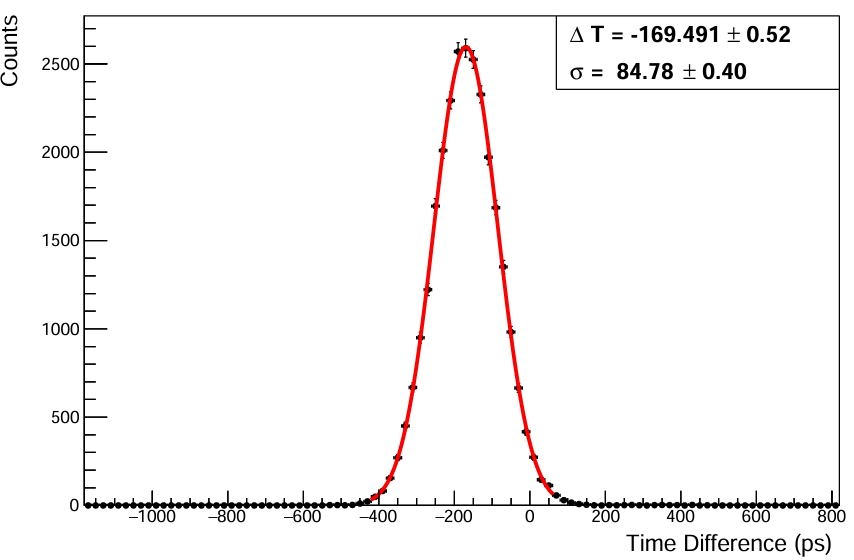 Counts
Δ T = -169.491 ± 0.52
σ = 84.78 ± 0.40
2500
2000
1500
1000
500
0
−1000 −800 −600 −400 −200 0 200 400 600 800
Time Difference (ps)